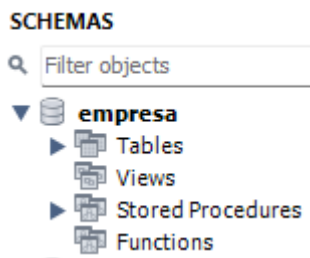 SCHEMAS
Filter objects
empresa
Tables
Views
Stored Procedures
Functions